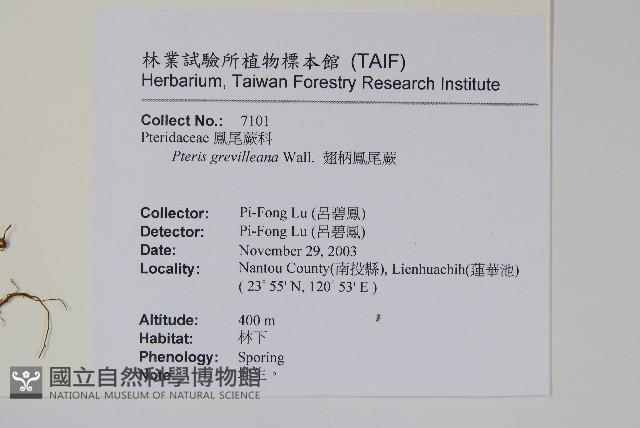 林業試驗所植物標本館 (TAIF)
Herbarium, Taiwan Forestry Research Institute
Collect No.: 7101
Pteridaceae 鳳尾蕨科
Pteris grevilleana Wall. 翅柄鳳尾蕨
Collector: Pi-Fong Lu (呂碧鳳)
Detector: Pi-Fong Lu (呂碧鳳)
Date: November 29, 2003
Locality: Nantou County(南投縣), Lienhuachih(蓮華池)
( 23° 55' N, 120° 53' E )
Altitude: 400 m
Habitat: 林下
Phenology: Sporing
Note: 生。
國立自然科學博物館
NATIONAL MUSEUM OF NATURAL SCIENCE